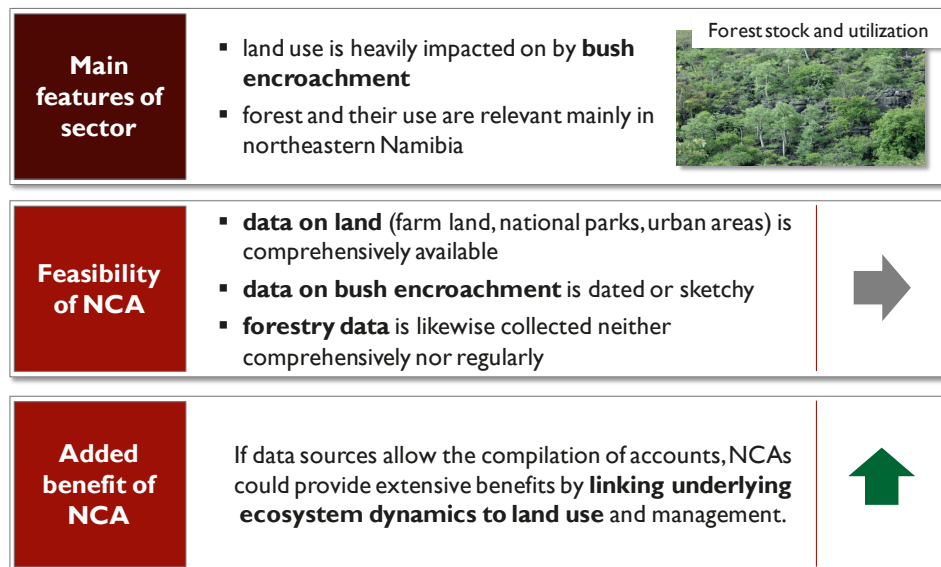 Main
features of
sector
▪ land use is heavily impacted on by bush
encroachment
▪ forest and their use are relevant mainly in
northeastern Namibia
Forest stock and utilization
Feasibility
of NCA
▪ data on land (farm land, national parks, urban areas) is
comprehensively available
▪ data on bush encroachment is dated or sketchy
▪ forestry data is likewise collected neither
comprehensively nor regularly
Added
benefit of
NCA
If data sources allow the compilation of accounts, NCAs
could provide extensive benefits by linking underlying
ecosystem dynamics to land use and management.